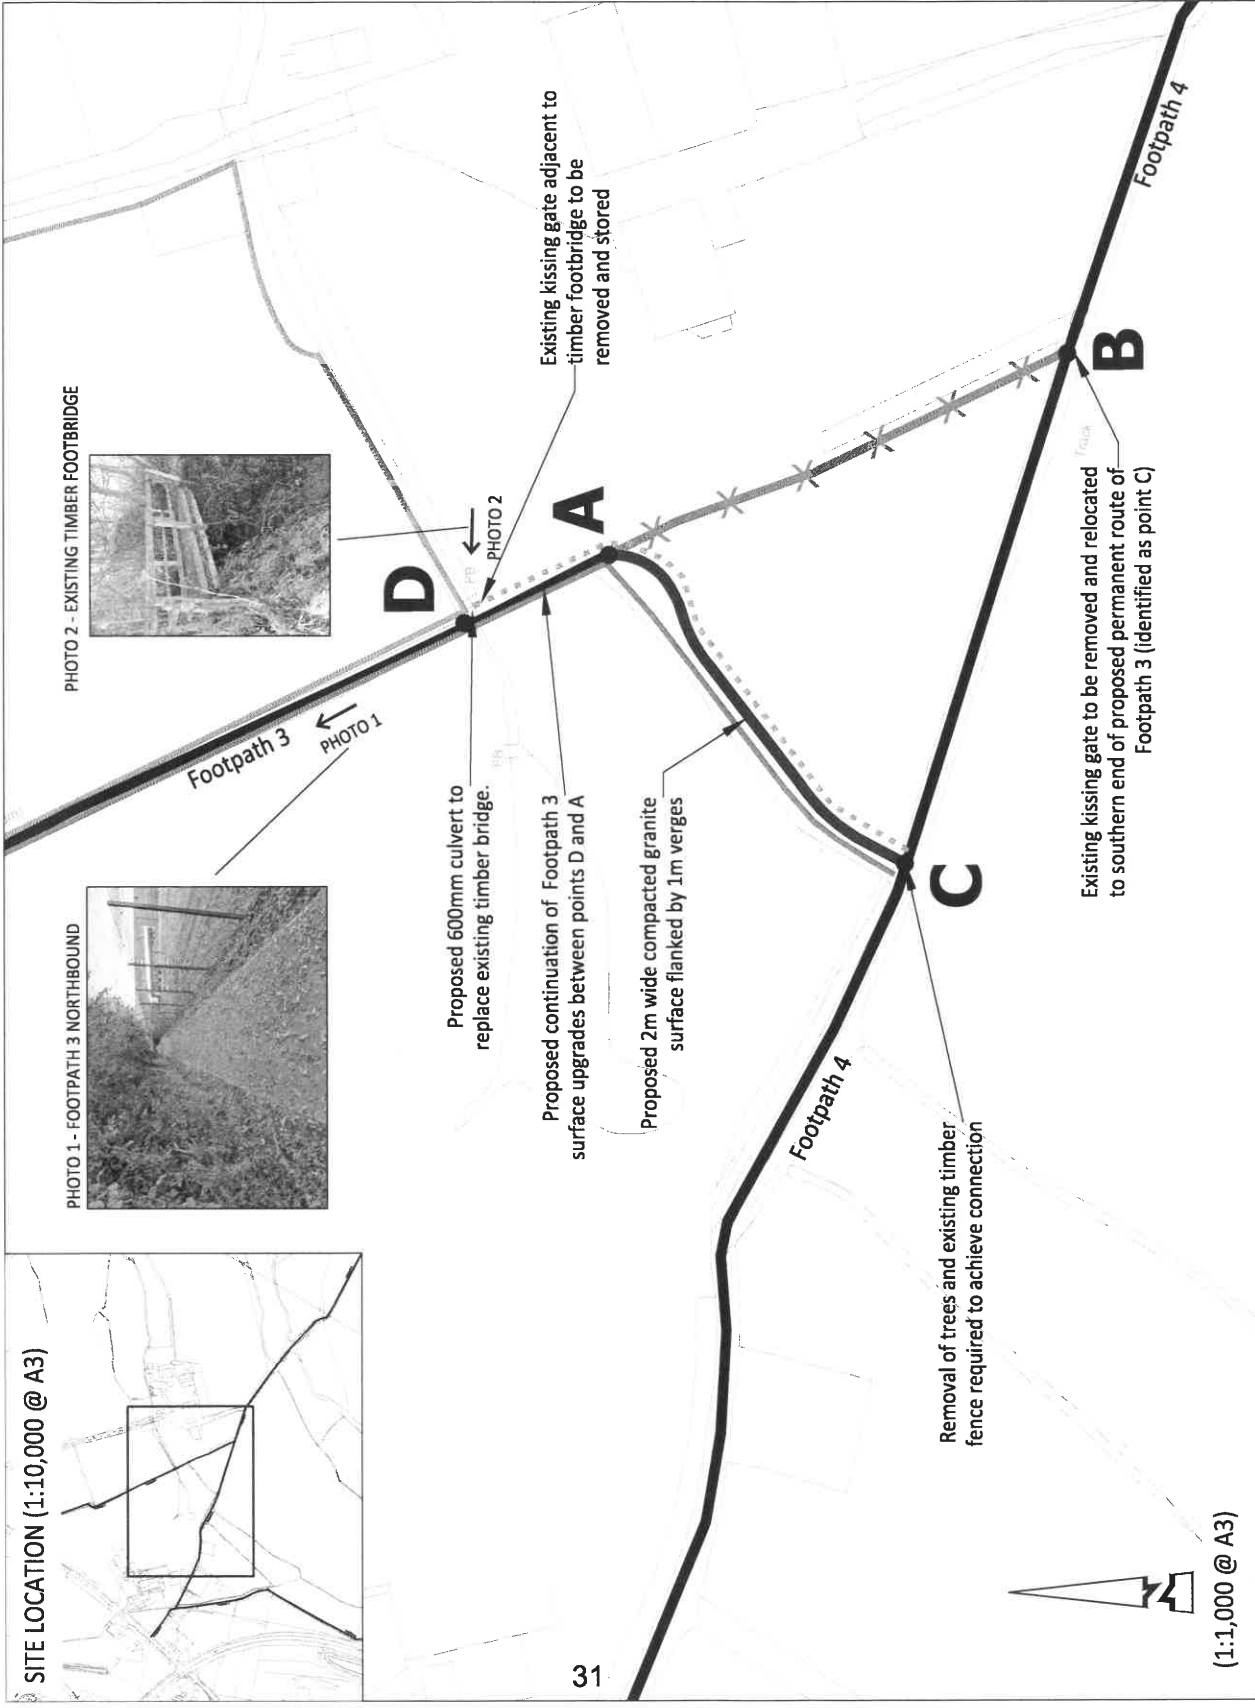 SITE LOCATION (1:10,000 @ A3)
PHOTO 1 - FOOTPATH 3 NORTHBOUND
PHOTO 2 - EXISTING TIMBER FOOTBRIDGE
Footpath 3
PHOTO 1
D
FB
PHOTO 2
Existing kissing gate adjacent to
timber footbridge to be
removed and stored
A
Proposed 600mm culvert to
replace existing timber bridge.
FB
Proposed continuation of Footpath 3
surface upgrades between points D and A
Proposed 2m wide compacted granite
surface flanked by 1m verges
Footpath 4
C
Removal of trees and existing timber
fence required to achieve connection
Track
B
Footpath 4
Existing kissing gate to be removed and relocated
to southern end of proposed permanent route of
Footpath 3 (identified as point C)
N
(1:1,000 @ A3)
31